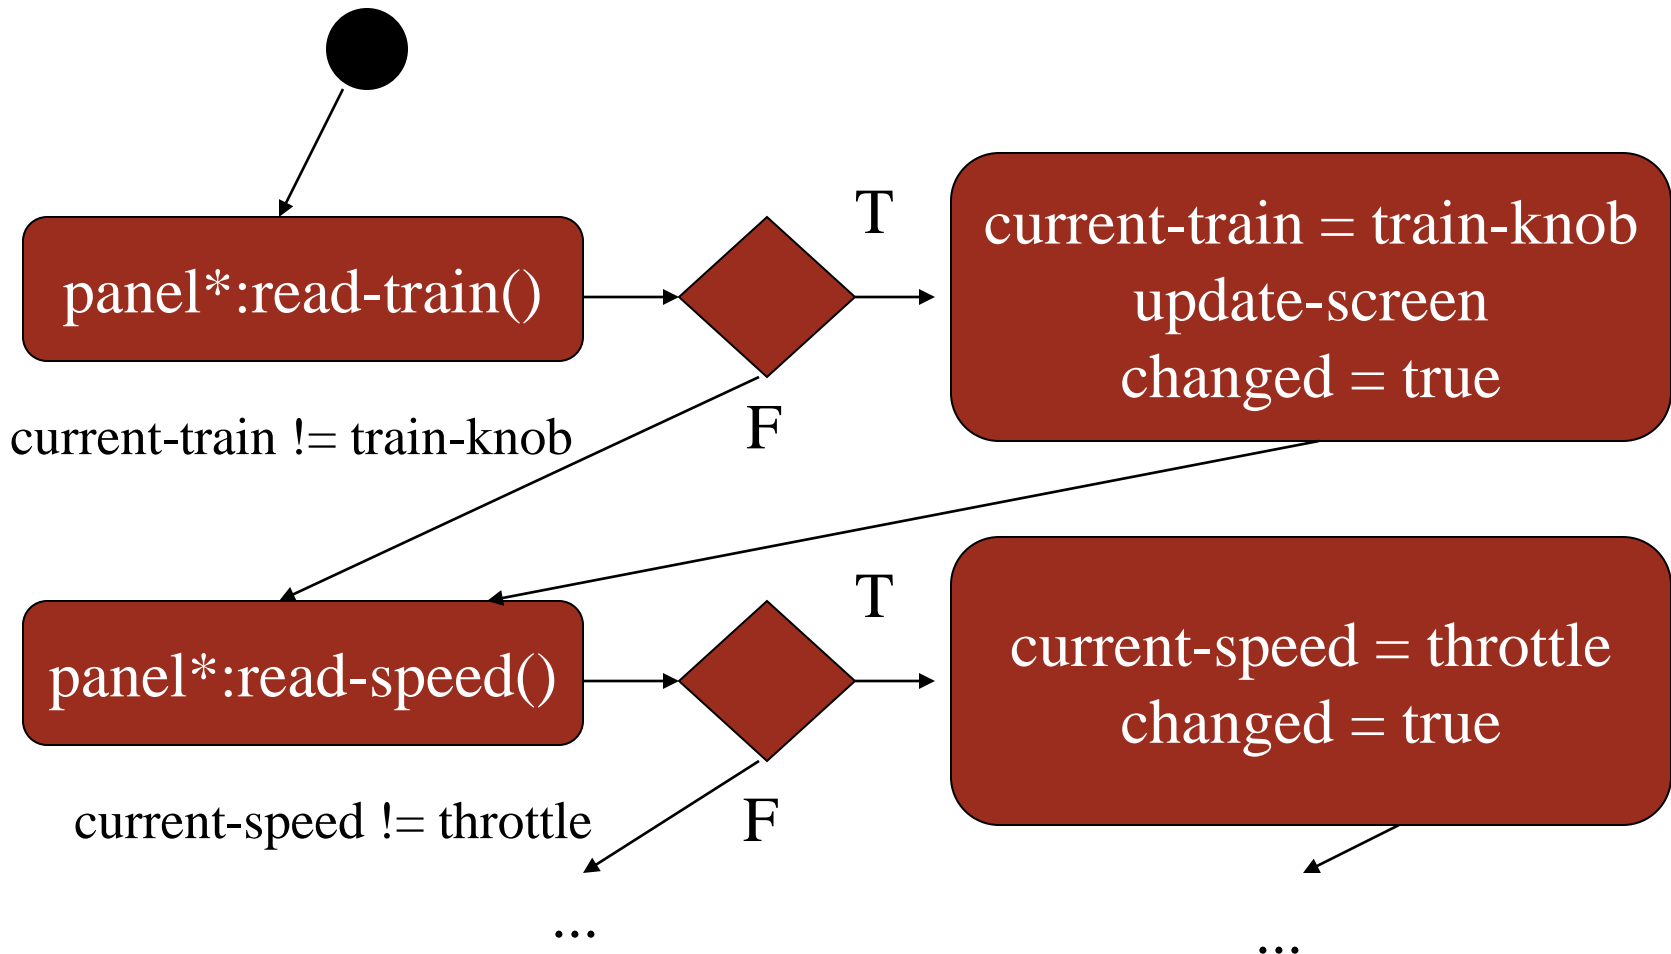 T
panel*:read-train()
current-train = train-knob
update-screen
changed = true
F
current-train != train-knob
T
panel*:read-speed()
current-speed = throttle
changed = true
F
current-speed != throttle
...
...